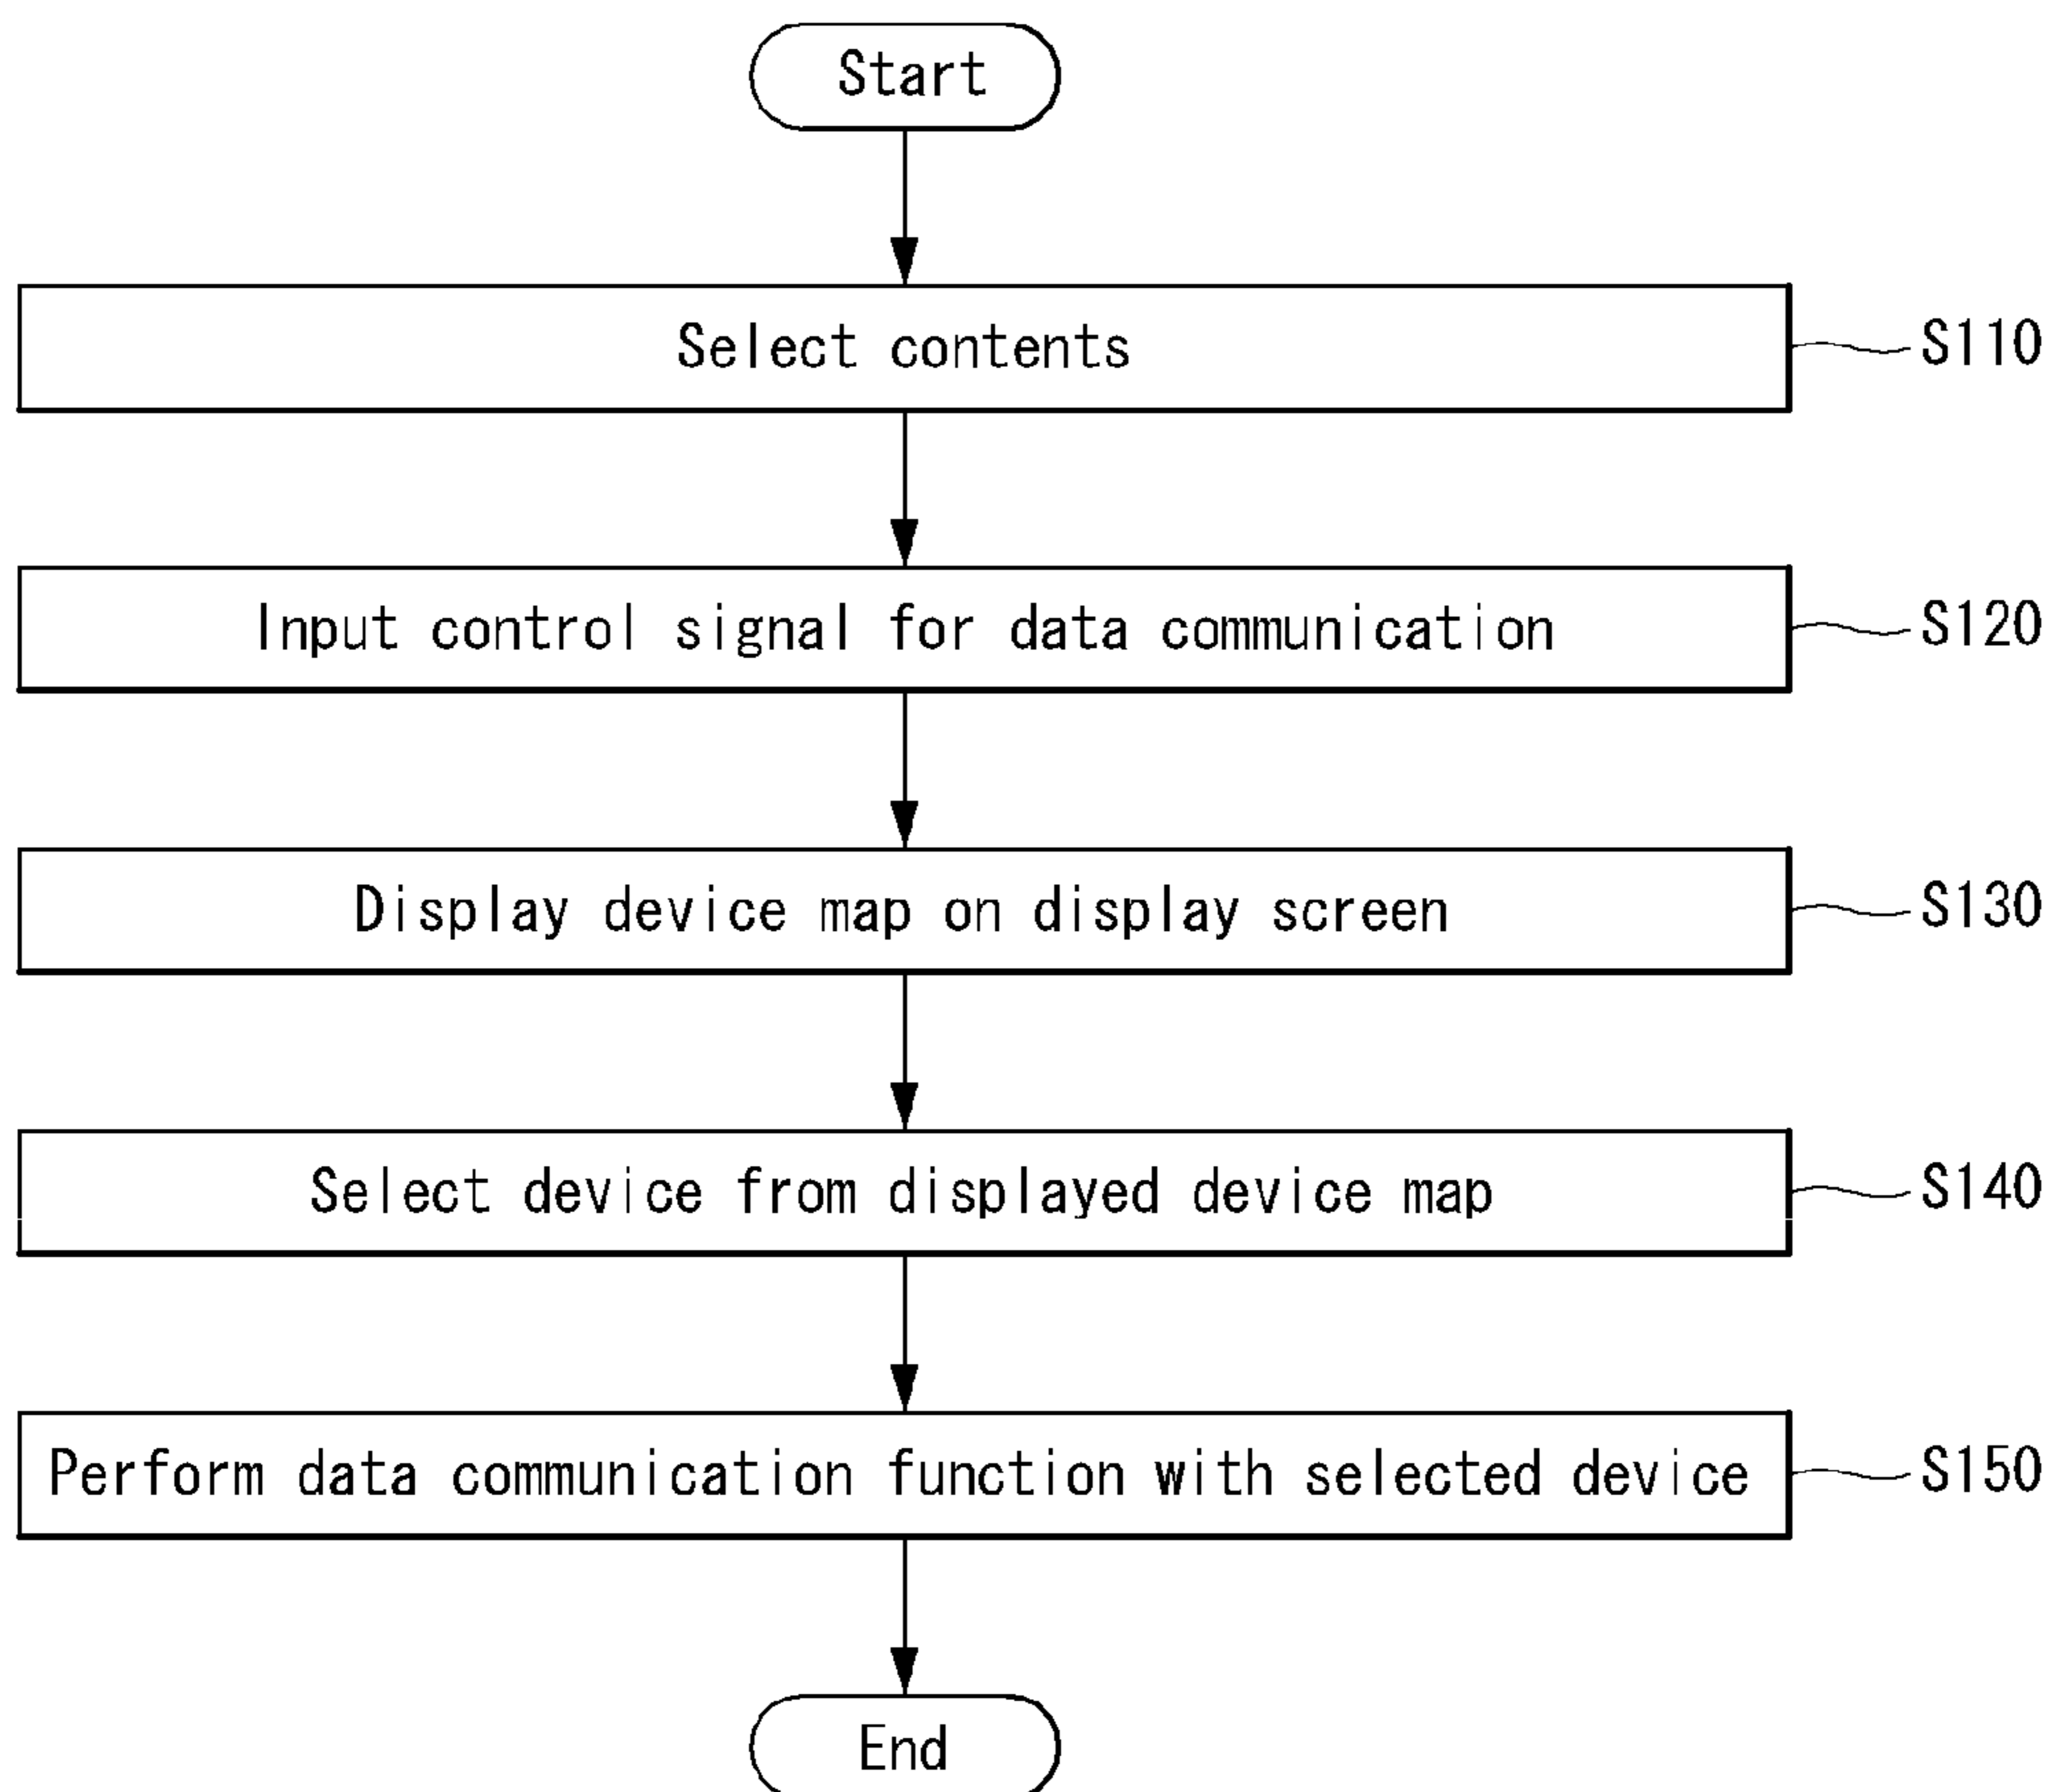 Start
Select contents
S110
Input control signal for data communication
S120
Display device map on display screen
S130
Select device from displayed device map
S140
Perform data communication function with selected device
S150
End